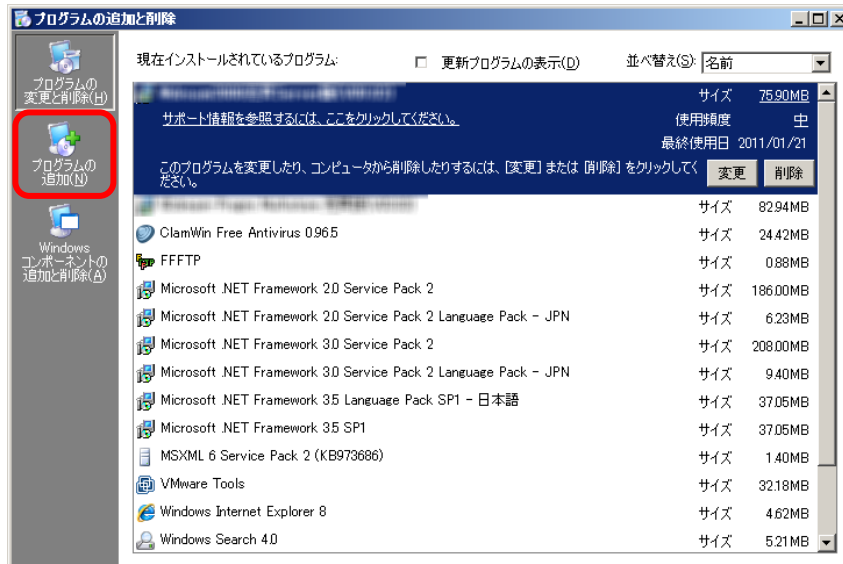 プログラムの追加と削除
プログラムの
変更と削除(H)
プログラムの
追加(N)
Windows
コンポーネントの
追加と削除(A)
現在インストールされているプログラム:
更新プログラムの表示(D)
並べ替え(S): 名前
サイズ 75.90MB
サポート情報を参照するには、ここをクリックしてください。
使用頻度 中
最終使用日 2011/01/21
このプログラムを変更したり、コンピュータから削除したりするには、[変更] または [削除] をクリックしてく
ださい。
変更 削除
サイズ 82.94MB
ClamWin Free Antivirus 0.96.5 サイズ 24.42MB
FFFTP サイズ 0.88MB
Microsoft .NET Framework 2.0 Service Pack 2 サイズ 186.00MB
Microsoft .NET Framework 2.0 Service Pack 2 Language Pack - JPN サイズ 6.23MB
Microsoft .NET Framework 3.0 Service Pack 2 サイズ 208.00MB
Microsoft .NET Framework 3.0 Service Pack 2 Language Pack - JPN サイズ 9.40MB
Microsoft .NET Framework 3.5 Language Pack SP1 - 日本語 サイズ 37.05MB
Microsoft .NET Framework 3.5 SP1 サイズ 37.05MB
MSXML 6 Service Pack 2 (KB973686) サイズ 1.40MB
VMware Tools サイズ 32.18MB
Windows Internet Explorer 8 サイズ 4.62MB
Windows Search 4.0 サイズ 5.21MB